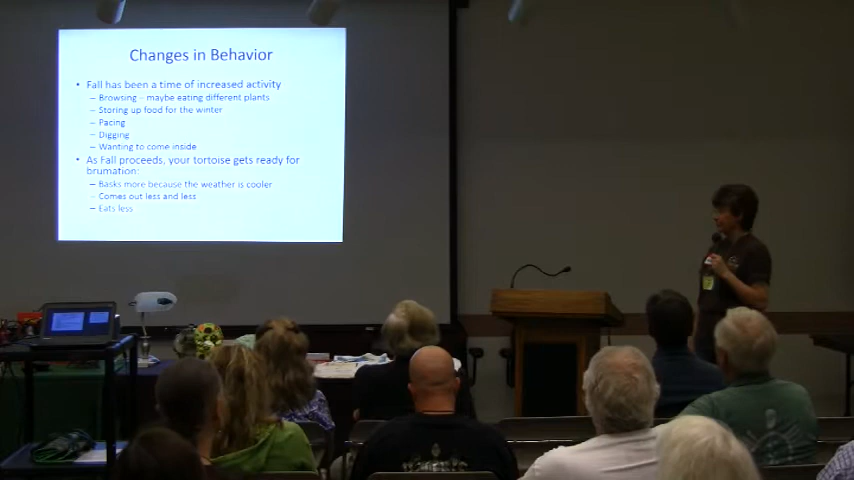 Changes in Behavior
• Fall has been a time of increased activity
– Browsing – maybe eating different plants
– Storing up food for the winter
– Pacing
– Digging
– Wanting to come inside
• As Fall proceeds, your tortoise gets ready for
brumation:
– Basks more because the weather is cooler
– Comes out less and less
– Eats less